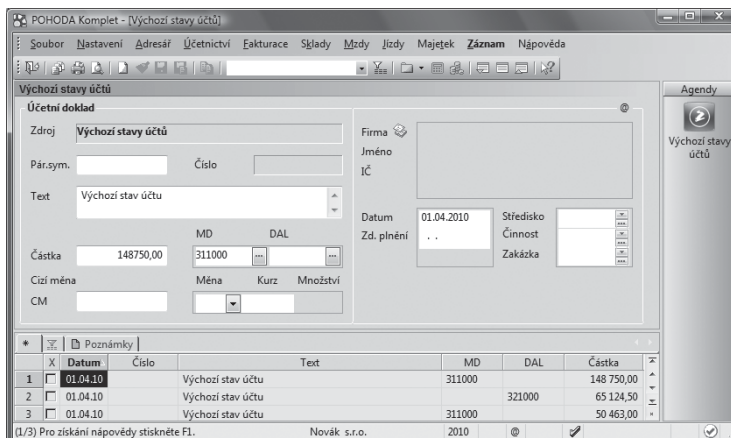 POHODA Komplet - [Výchozí stavy účtů]
Soubor Nastavení Adresář Účetnictví Fakturace Sklady Mzdy Jízdy Majetek Záznam Nápověda
Výchozí stavy účtů
Agendy
Účetní doklad @
Zdroj Výchozí stavy účtů
Firma
Výchozí stavy účtů
Jméno
Pár.sym. Číslo
IČ
Text Výchozí stav účtu
Datum 01.04.2010 Středisko
MD DAL
Zd. plnění . . Činnost
Částka 148750,00 311000
Zakázka
Cizí měna Měna Kurz Množství
CM
* Poznámky
X Datum Číslo Text MD DAL Částka
1 01.04.10 Výchozí stav účtu 311000 148 750,00
2 01.04.10 Výchozí stav účtu 321000 65 124,50
3 01.04.10 Výchozí stav účtu 311000 50 463,00
(1/3) Pro získání nápovědy stiskněte F1. Novák s.r.o. 2010 @